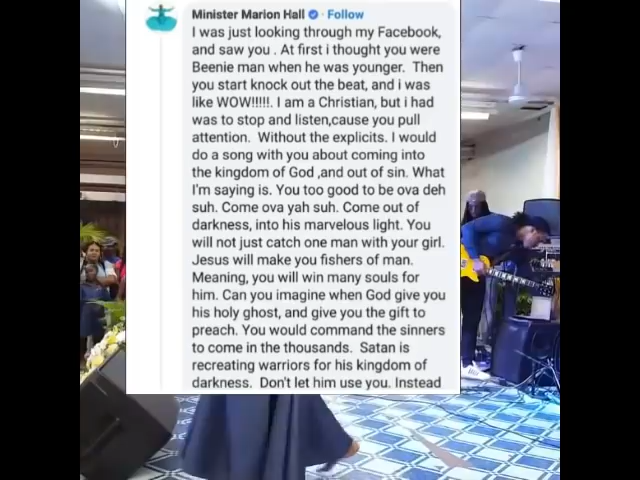 Minister Marion Hall · Follow
I was just looking through my Facebook,
and saw you . At first i thought you were
Beenie man when he was younger.  Then
you start knock out the beat, and i was
like WOW!!!!!. I am a Christian, but i had
was to stop and listen,cause you pull
attention.  Without the explicits. I would
do a song with you about coming into
the kingdom of God ,and out of sin. What
I'm saying is. You too good to be ova deh
suh. Come ova yah suh. Come out of
darkness, into his marvelous light. You
will not just catch one man with your girl.
Jesus will make you fishers of man.
Meaning, you will win many souls for
him. Can you imagine when God give you
his holy ghost, and give you the gift to
preach. You would command the sinners
to come in the thousands.  Satan is
recreating warriors for his kingdom of
darkness.  Don't let him use you. Instead